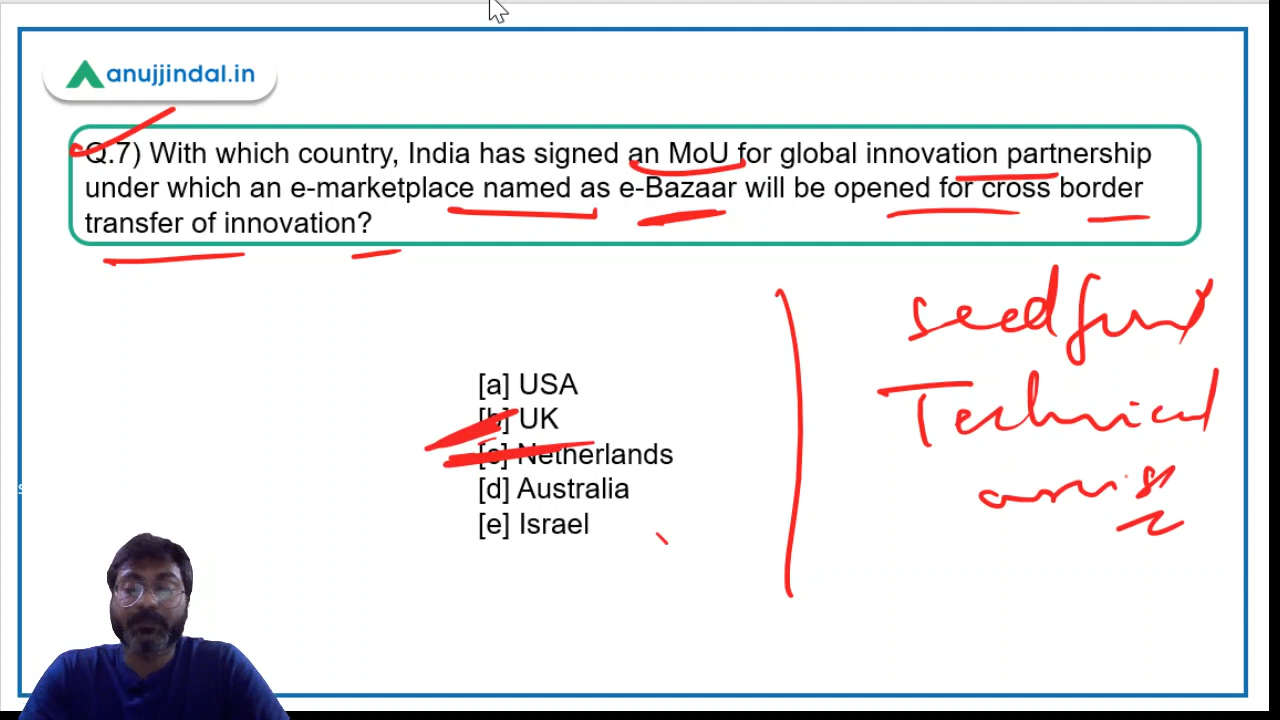 anujjindal.in
Q.7) With which country, India has signed an MoU for global innovation partnership
under which an e-marketplace named as e-Bazaar will be opened for cross border
transfer of innovation?
[a] USA
[b] UK
[c] Netherlands
[d] Australia
[e] Israel
seed fund
Technical
assist
s